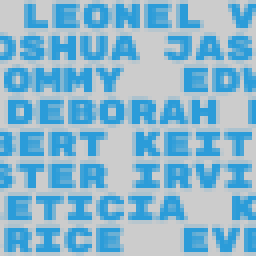 LEONEL V
OSHUA JAS
OMMY EDW
DEBORAH
BERT KEIT
STER IRVI
ETICIA K
RICE EVE